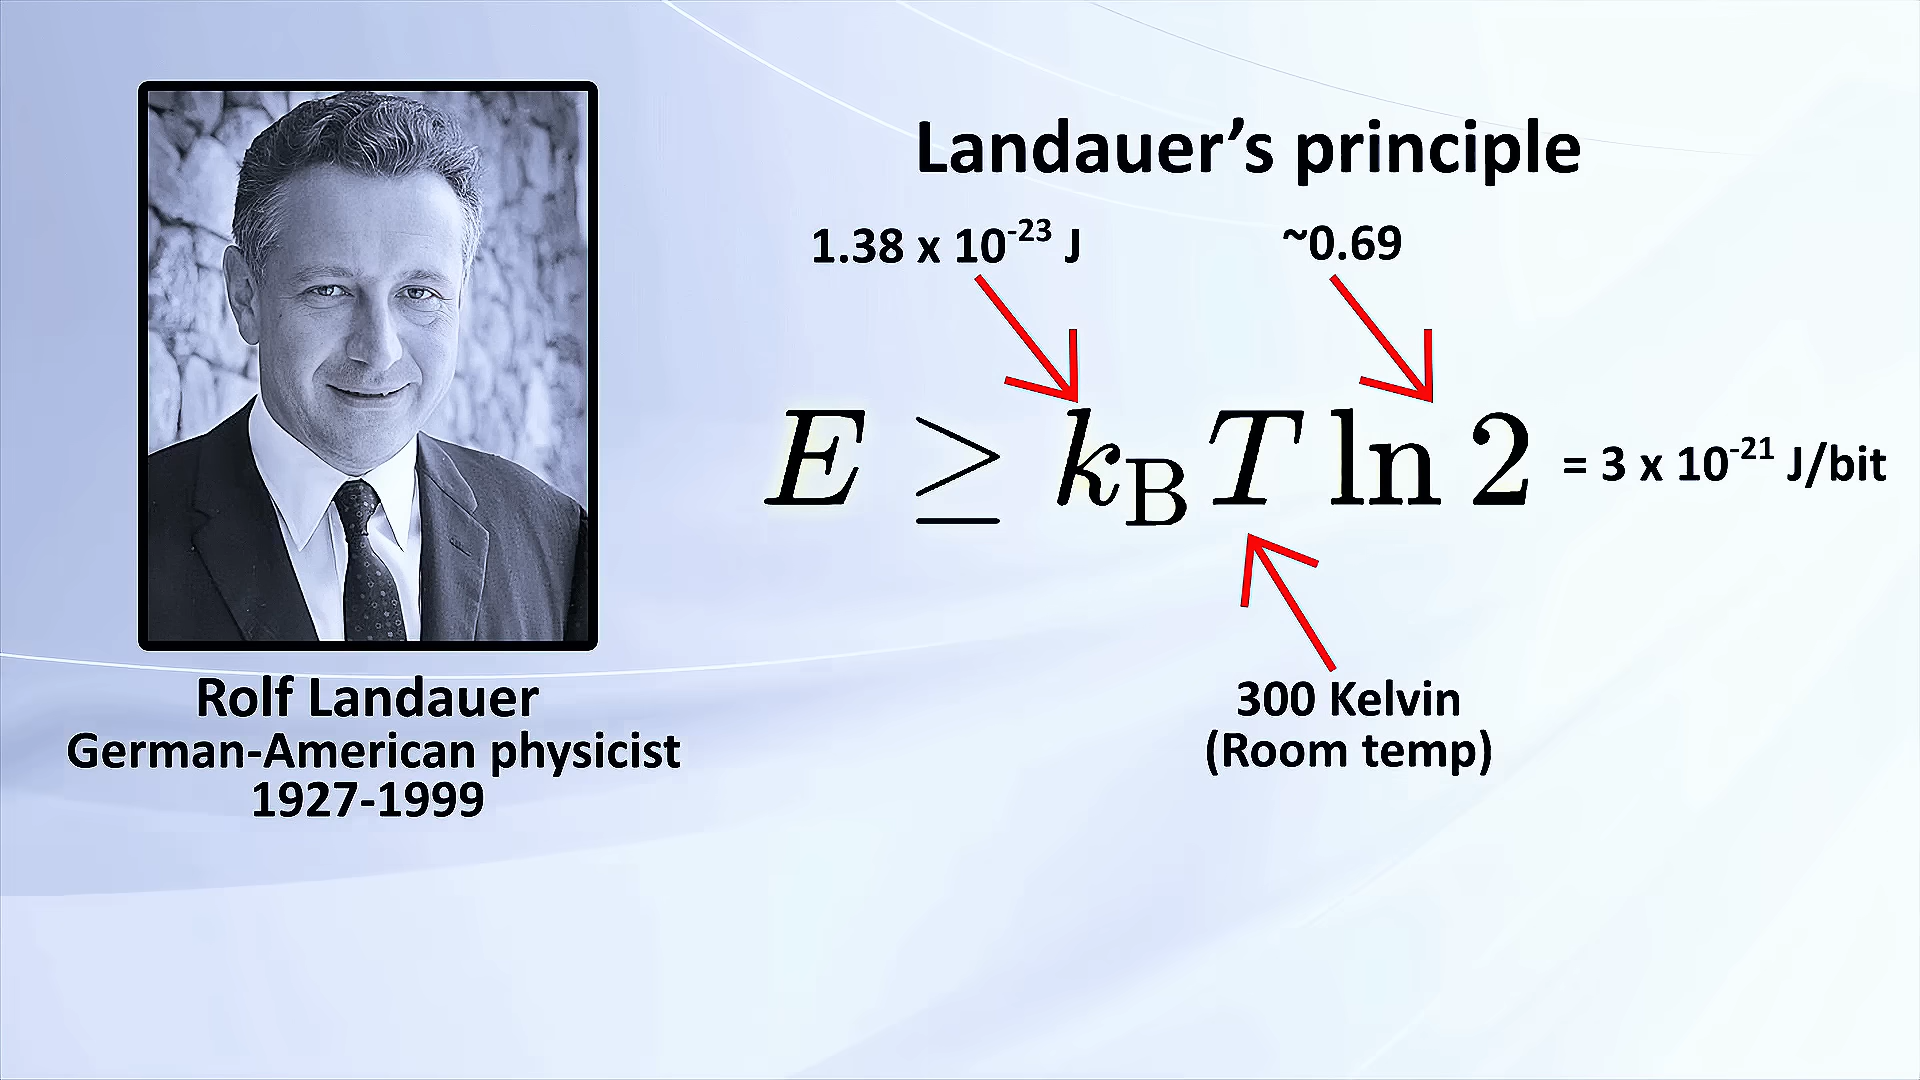 Landauer’s principle
1.38 x 10⁻²³ J
~0.69
E ≥ k_B T ln 2 = 3 x 10⁻²¹ J/bit
300 Kelvin
(Room temp)
Rolf Landauer
German-American physicist
1927-1999